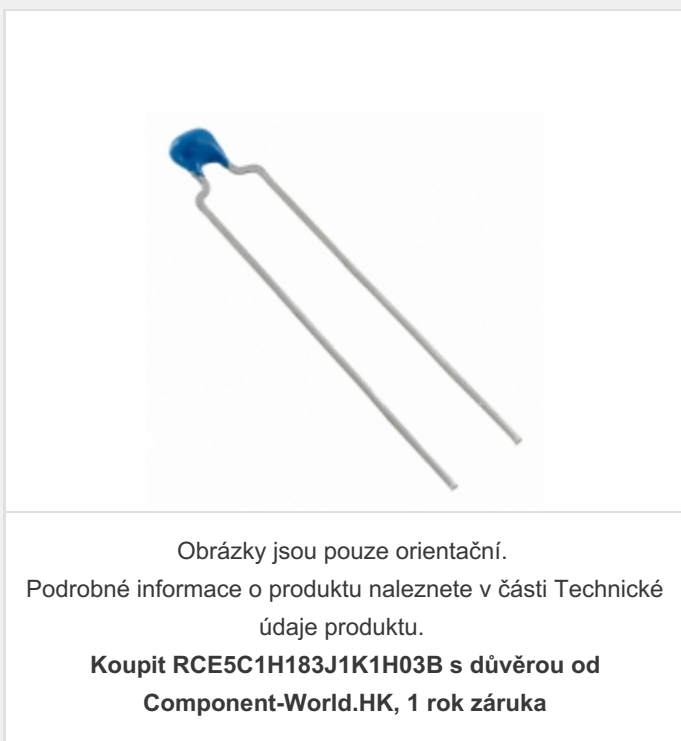 Obrázky jsou pouze orientační.
Podrobné informace o produktu naleznete v části Technické
údaje produktu.
Koupit RCE5C1H183J1K1H03B s důvěrou od
Component-World.HK, 1 rok záruka